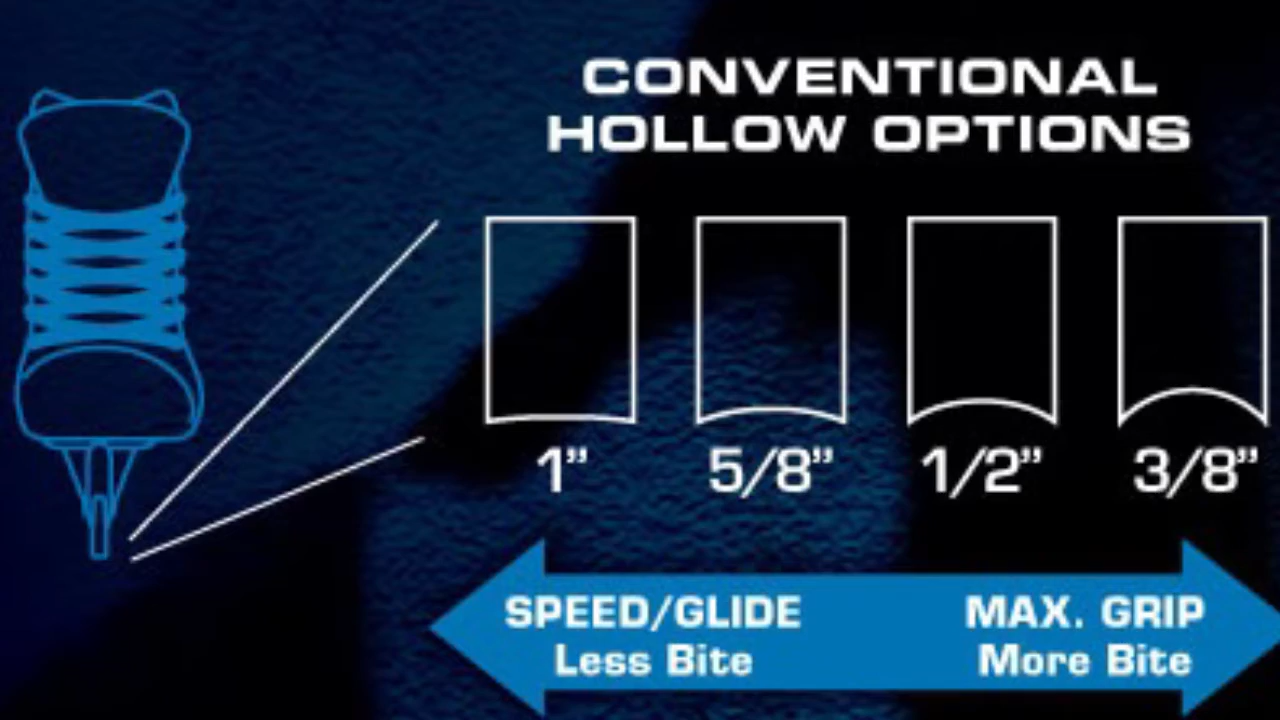 CONVENTIONAL
HOLLOW OPTIONS
1” 5/8” 1/2” 3/8”
SPEED/GLIDE MAX. GRIP
Less Bite More Bite